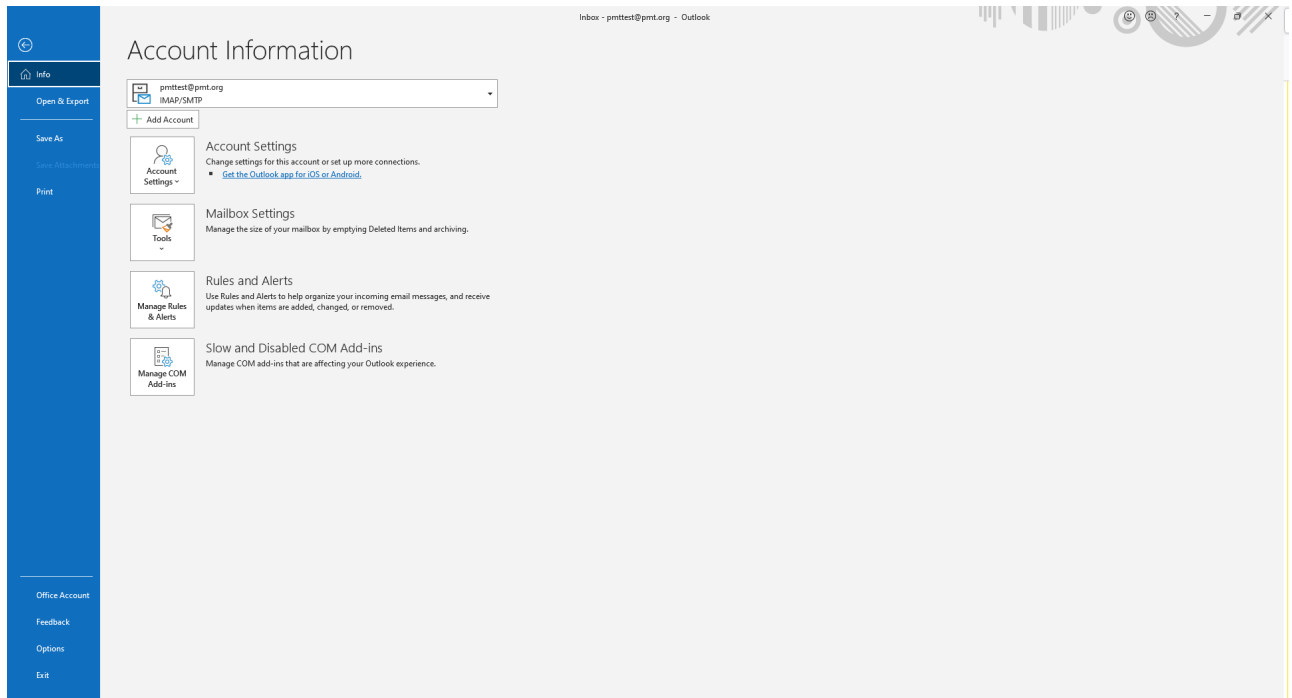 Inbox - pmttest@pmt.org - Outlook
?
Account Information
Info
Open & Export
Save As
Save Attachments
Print
Office Account
Feedback
Options
Exit
pmttest@pmt.org
IMAP/SMTP
Add Account
Account
Settings
Account Settings
Change settings for this account or set up more connections.
Get the Outlook app for iOS or Android.
Tools
Mailbox Settings
Manage the size of your mailbox by emptying Deleted Items and archiving.
Manage Rules
& Alerts
Rules and Alerts
Use Rules and Alerts to help organize your incoming email messages, and receive
updates when items are added, changed, or removed.
Manage COM
Add-ins
Slow and Disabled COM Add-ins
Manage COM add-ins that are affecting your Outlook experience.